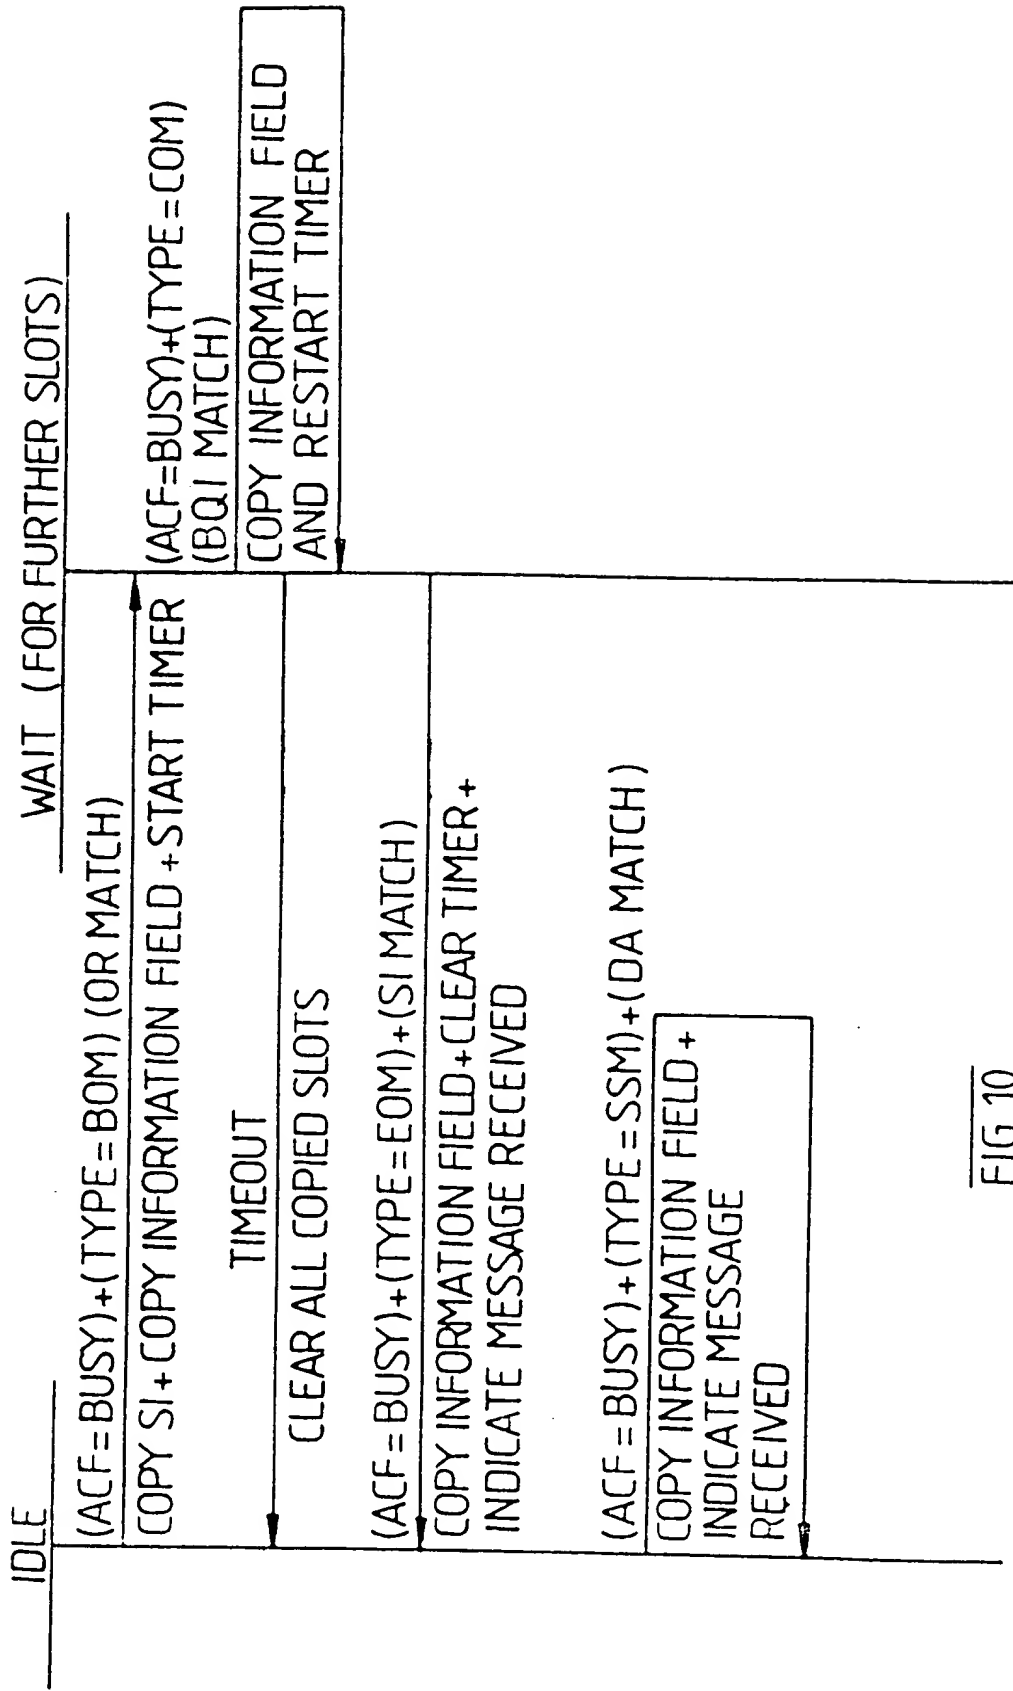 IDLE
WAIT (FOR FURTHER SLOTS)
(ACF=BUSY)+(TYPE=BOM)(OR MATCH)
COPY SI+COPY INFORMATION FIELD+START TIMER
(ACF=BUSY)+(TYPE=COM)
(BQI MATCH)
COPY INFORMATION FIELD
AND RESTART TIMER
TIMEOUT
CLEAR ALL COPIED SLOTS
(ACF=BUSY)+(TYPE=EOM)+(SI MATCH)
COPY INFORMATION FIELD+CLEAR TIMER+
INDICATE MESSAGE RECEIVED
(ACF=BUSY)+(TYPE=SSM)+(DA MATCH)
COPY INFORMATION FIELD+
INDICATE MESSAGE
RECEIVED
FIG 10